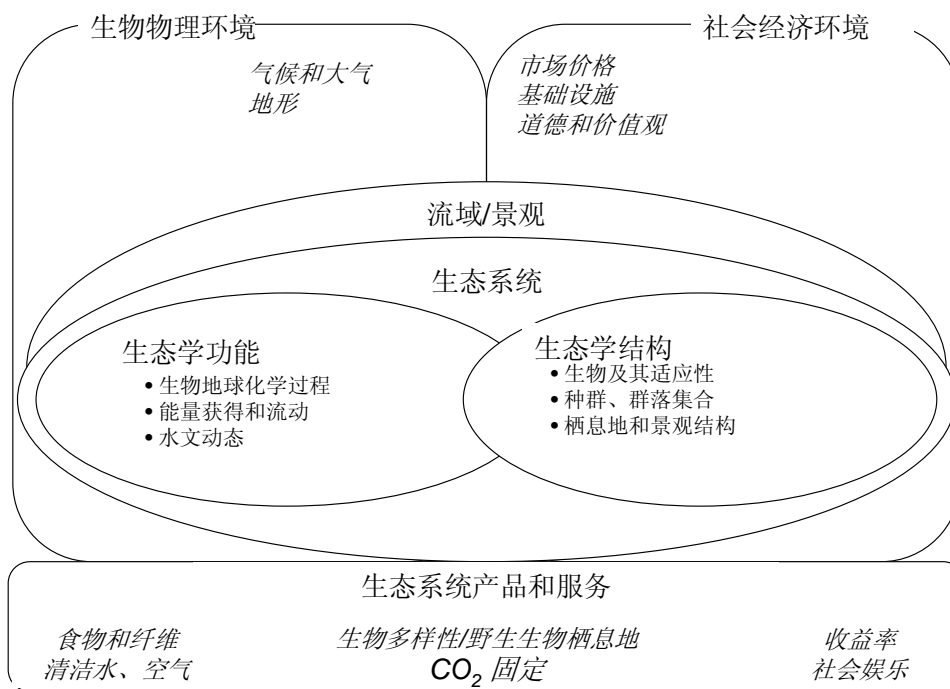 生物物理环境
社会经济环境
气候和大气
地形
市场价格
基础设施
道德和价值观
流域/景观
生态系统
生态学功能
• 生物地球化学过程
• 能量获得和流动
• 水文动态
生态学结构
• 生物及其适应性
• 种群、群落集合
• 栖息地和景观结构
生态系统产品和服务
食物和纤维
清洁水、空气
生物多样性/野生生物栖息地
CO₂ 固定
收益率
社会娱乐